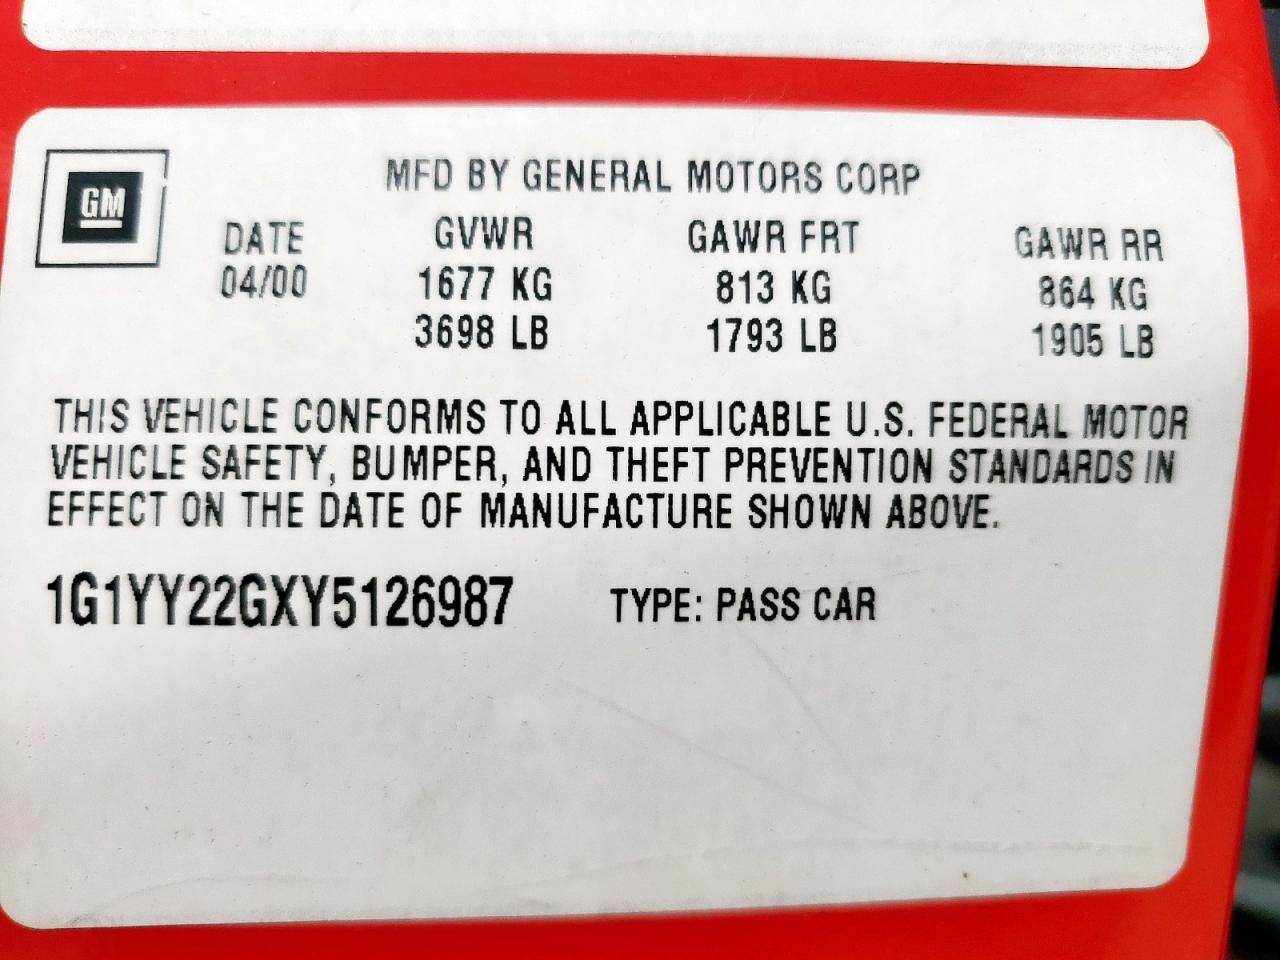 GM
MFD BY GENERAL MOTORS CORP
DATE GVWR GAWR FRT GAWR RR
04/00 1677 KG 813 KG 864 KG
3698 LB 1793 LB 1905 LB
THIS VEHICLE CONFORMS TO ALL APPLICABLE U.S. FEDERAL MOTOR
VEHICLE SAFETY, BUMPER, AND THEFT PREVENTION STANDARDS IN
EFFECT ON THE DATE OF MANUFACTURE SHOWN ABOVE.
1G1YY22GXY5126987 TYPE: PASS CAR